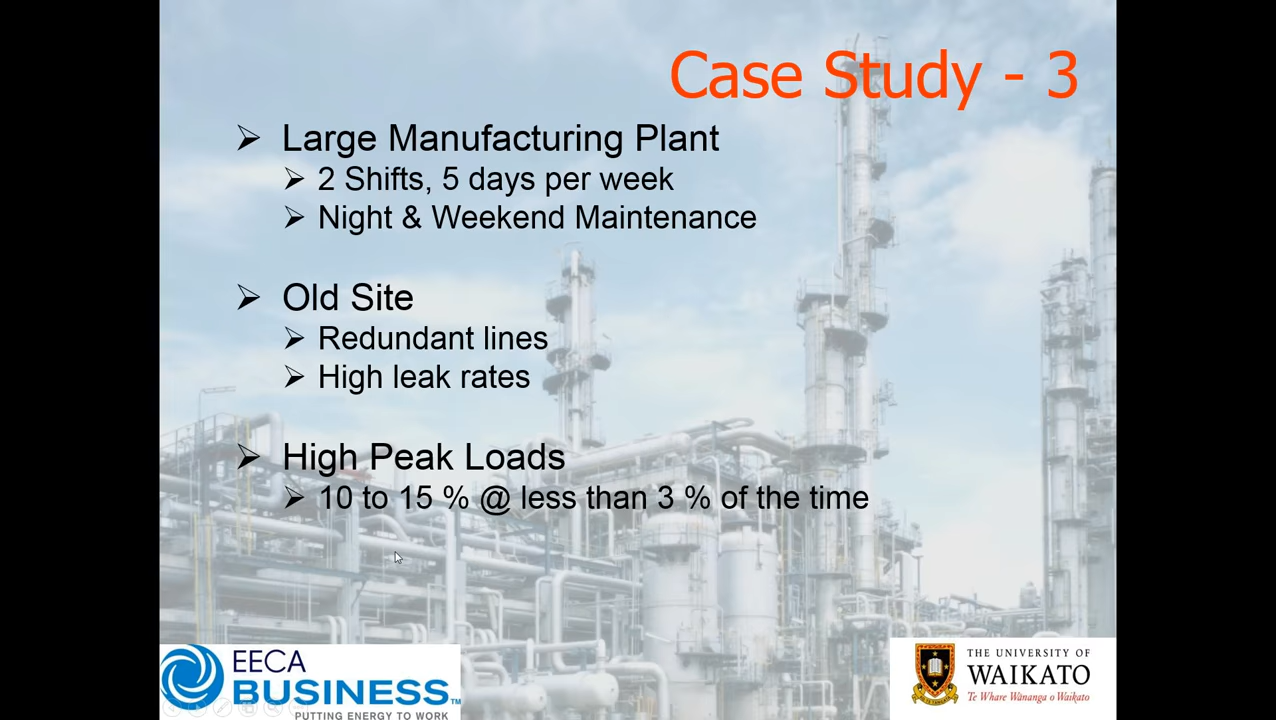 Case Study - 3
Large Manufacturing Plant
2 Shifts, 5 days per week
Night & Weekend Maintenance
Old Site
Redundant lines
High leak rates
High Peak Loads
10 to 15 % @ less than 3 % of the time
EECA
BUSINESS™
PUTTING ENERGY TO WORK
THE UNIVERSITY OF
WAIKATO
Te Whare Wānanga o Waikato